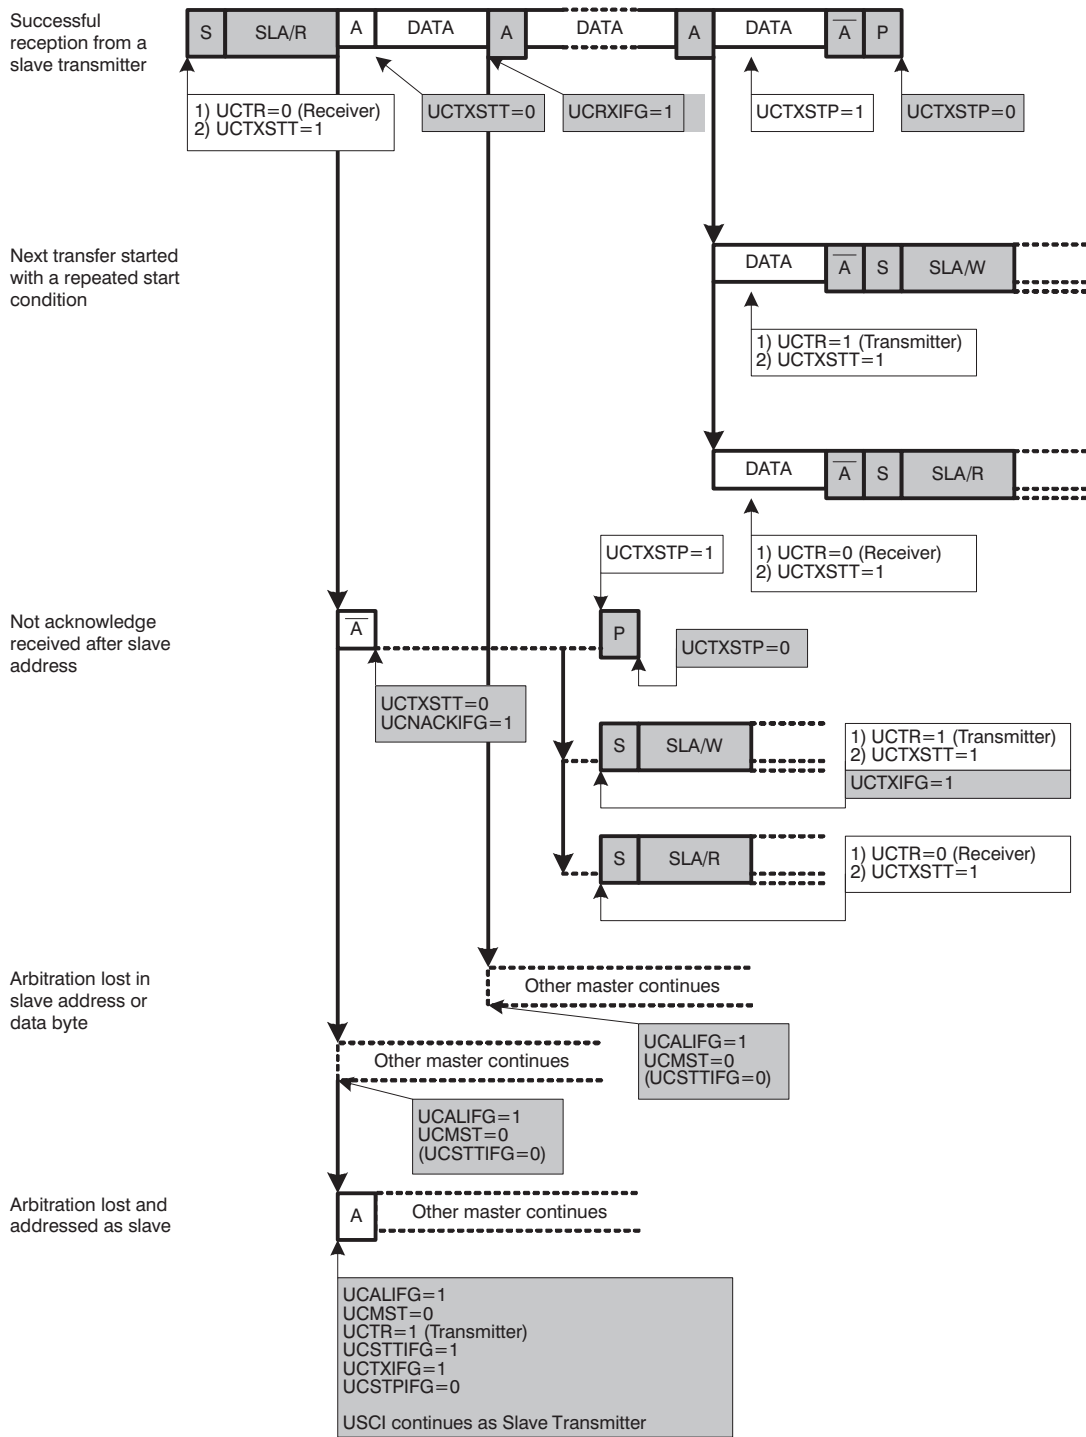 Successful
reception from a
slave transmitter
S SLA/R A DATA A DATA A DATA A P
1) UCTR=0 (Receiver)
2) UCTXSTT=1
UCTXSTT=0
UCRXIFG=1
UCTXSTP=1
UCTXSTP=0
Next transfer started
with a repeated start
condition
DATA A S SLA/W
1) UCTR=1 (Transmitter)
2) UCTXSTT=1
DATA A S SLA/R
1) UCTR=0 (Receiver)
2) UCTXSTT=1
UCTXSTP=1
Not acknowledge
received after slave
address
A
P
UCTXSTP=0
UCTXSTT=0
UCNACKIFG=1
S SLA/W
1) UCTR=1 (Transmitter)
2) UCTXSTT=1
UCTXIFG=1
S SLA/R
1) UCTR=0 (Receiver)
2) UCTXSTT=1
Arbitration lost in
slave address or
data byte
Other master continues
UCALIFG=1
UCMST=0
(UCSTTIFG=0)
Other master continues
UCALIFG=1
UCMST=0
(UCSTTIFG=0)
Arbitration lost and
addressed as slave
A
Other master continues
UCALIFG=1
UCMST=0
UCTR=1 (Transmitter)
UCSTTIFG=1
UCTXIFG=1
UCSTPIFG=0
USCI continues as Slave Transmitter